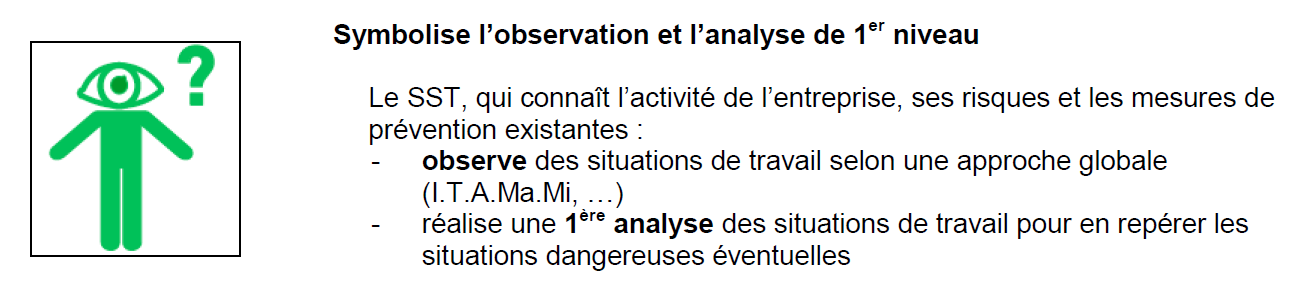 Symbolise l’observation et l’analyse de 1er niveau
?
Le SST, qui connaît l’activité de l’entreprise, ses risques et les mesures de
prévention existantes :
- observe des situations de travail selon une approche globale
(I.T.A.Ma.Mi, …)
- réalise une 1ère analyse des situations de travail pour en repérer les
situations dangereuses éventuelles